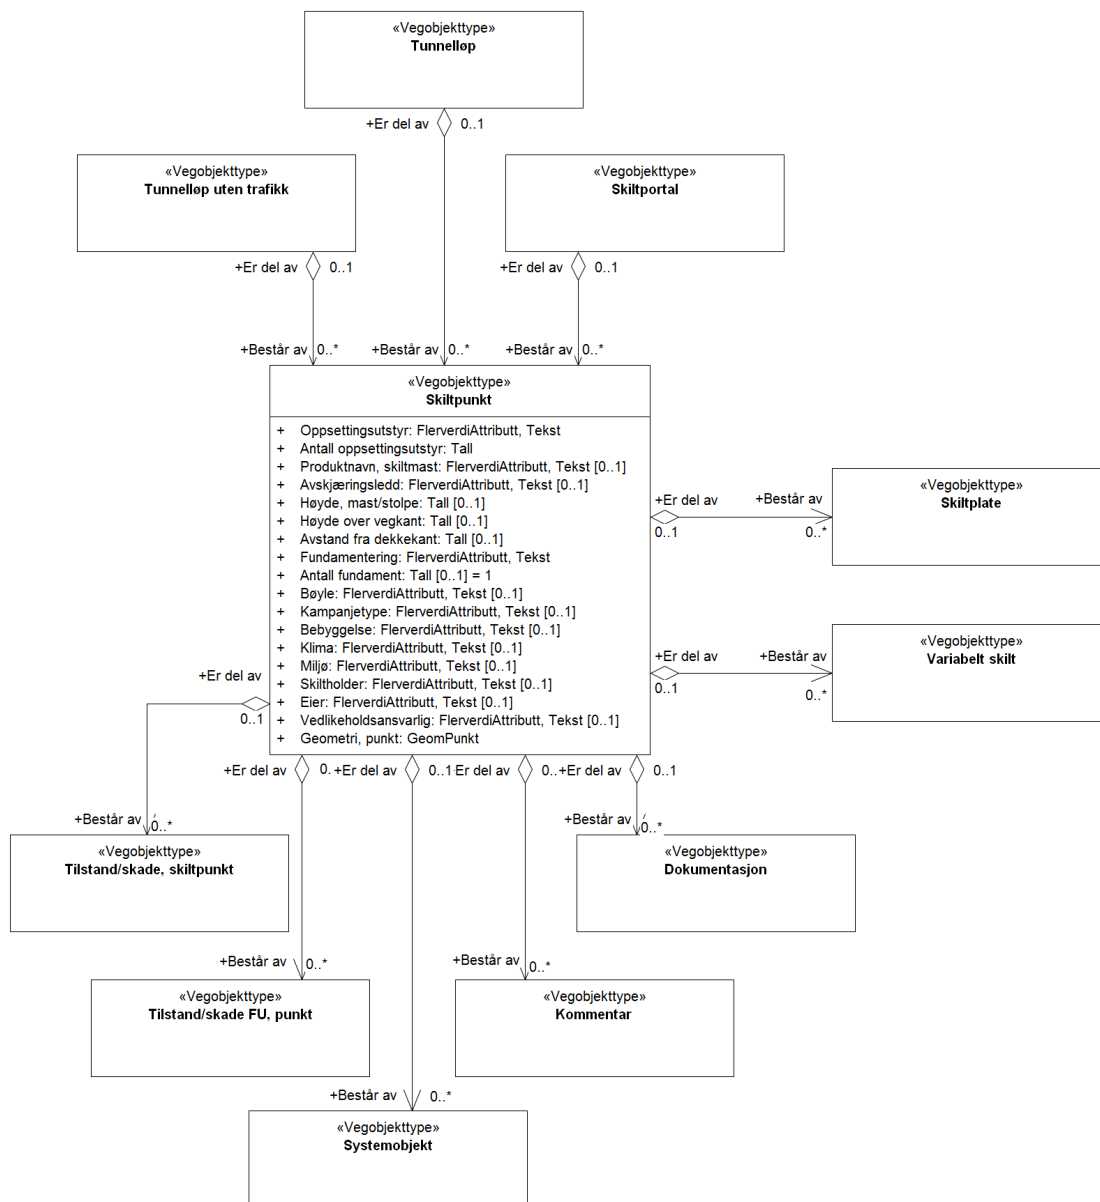 «Vegobjekttype»
Tunnelløp
+Er del av 0..1
«Vegobjekttype»
Tunnelløp uten trafikk
«Vegobjekttype»
Skiltportal
+Er del av 0..1
+Er del av 0..1
+Består av 0..*
+Består av 0..*
+Består av 0..*
«Vegobjekttype»
Skiltpunkt
+ Oppsettingsutstyr: FlerverdiAttributt, Tekst
+ Antall oppsettingsutstyr: Tall
+ Produktnavn, skiltmast: FlerverdiAttributt, Tekst [0..1]
+ Avskjæringsledd: FlerverdiAttributt, Tekst [0..1]
+ Høyde, mast/stolpe: Tall [0..1]
+ Høyde over vegkant: Tall [0..1]
+ Avstand fra dekkekant: Tall [0..1]
+ Fundamentering: FlerverdiAttributt, Tekst
+ Antall fundament: Tall [0..1] = 1
+ Bøyle: FlerverdiAttributt, Tekst [0..1]
+ Kampanjetype: FlerverdiAttributt, Tekst [0..1]
+ Bebyggelse: FlerverdiAttributt, Tekst [0..1]
+ Klima: FlerverdiAttributt, Tekst [0..1]
+ Miljø: FlerverdiAttributt, Tekst [0..1]
+ Skiltholder: FlerverdiAttributt, Tekst [0..1]
+ Eier: FlerverdiAttributt, Tekst [0..1]
+ Vedlikeholdsansvarlig: FlerverdiAttributt, Tekst [0..1]
+ Geometri, punkt: GeomPunkt
+Er del av +Består av
0..1 0..*
«Vegobjekttype»
Skiltplate
+Er del av +Består av
0..1 0..*
«Vegobjekttype»
Variabelt skilt
+Er del av
0..1
+Er del av 0.. +Er del av 0..1 Er del av 0.. +Er del av 0..1
+Består av 0..*
+Består av 0..*
«Vegobjekttype»
Tilstand/skade, skiltpunkt
«Vegobjekttype»
Dokumentasjon
+Består av 0..*
+Består av 0..*
«Vegobjekttype»
Tilstand/skade FU, punkt
«Vegobjekttype»
Kommentar
+Består av 0..*
«Vegobjekttype»
Systemobjekt